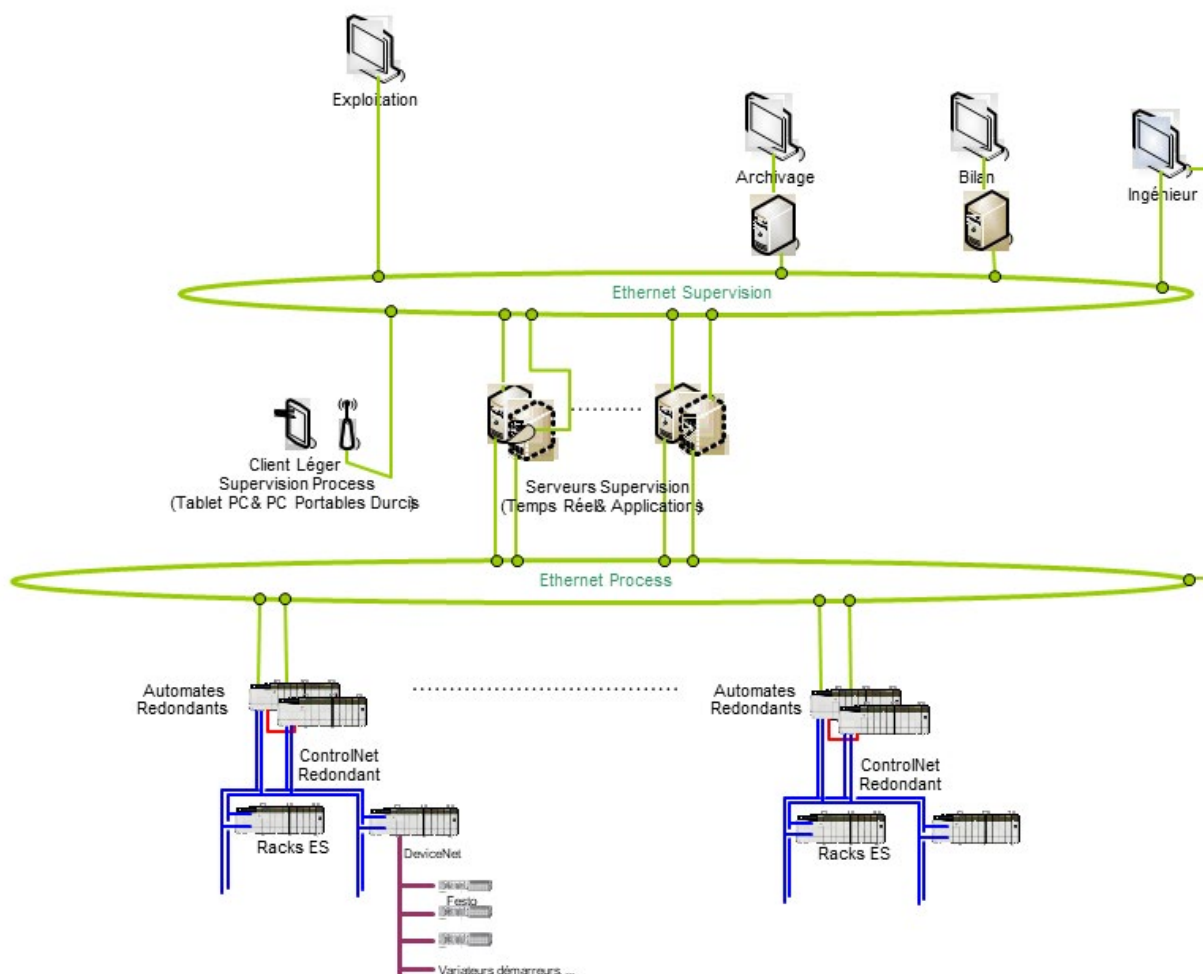 Exploitation
Archivage
Bilan
Ingénieur
Ethernet Supervision
Client Léger
Supervision Process
(Tablet PC& PC Portables Durcis)
Serveurs Supervision
(Temps Réel& Applications)
Ethernet Process
Automates
Redondants
Automates
Redondants
ControlNet
Redondant
ControlNet
Redondant
Racks ES
Racks ES
DeviceNet
Festo
Variateurs démarreurs ...